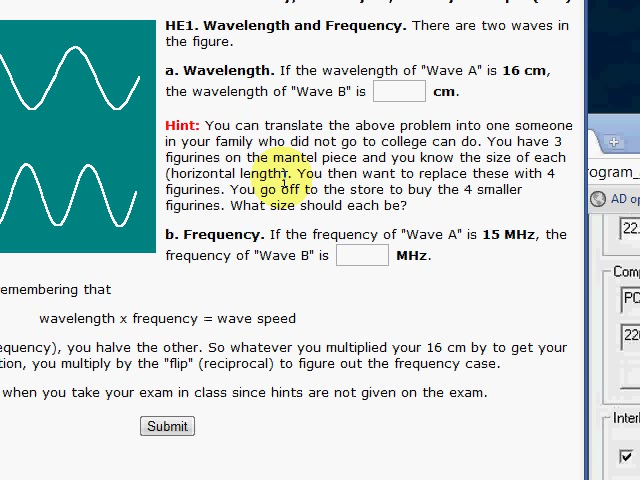 HE1. Wavelength and Frequency. There are two waves in
the figure.
a. Wavelength. If the wavelength of "Wave A" is 16 cm,
the wavelength of "Wave B" is cm.
Hint: You can translate the above problem into one someone
in your family who did not go to college can do. You have 3
figurines on the mantel piece and you know the size of each
(horizontal length). You then want to replace these with 4
figurines. You go off to the store to buy the 4 smaller
figurines. What size should each be?
b. Frequency. If the frequency of "Wave A" is 15 MHz, the
frequency of "Wave B" is MHz.
emembering that
wavelength x frequency = wave speed
equency), you halve the other. So whatever you multiplied your 16 cm by to get your
tion, you multiply by the "flip" (reciprocal) to figure out the frequency case.
when you take your exam in class since hints are not given on the exam.
Submit
rogram_
AD op
22.
Comp
PC
220
Interl